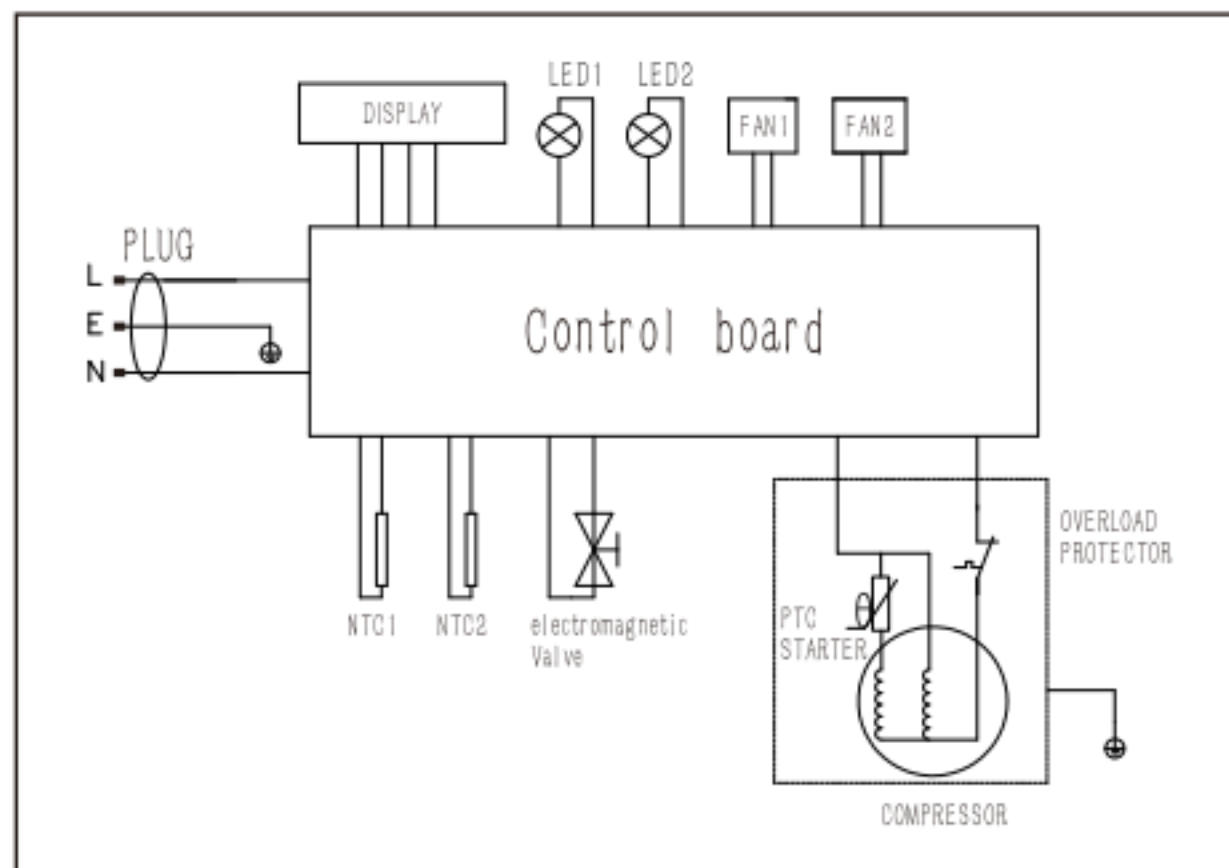 LED1 LED2
DISPLAY
FAN1 FAN2
PLUG
L
E
N
Control board
OVERLOAD
PROTECTOR
NTC1 NTC2 electromagnetic
Valve
θ
PTC
STARTER
COMPRESSOR